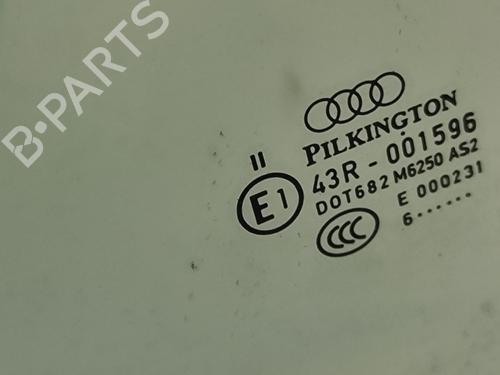 B-PARTS
PILKINGTON
II
43R - 001596
E1
DOT682 M6250 AS2
E 000231
CCC
6......